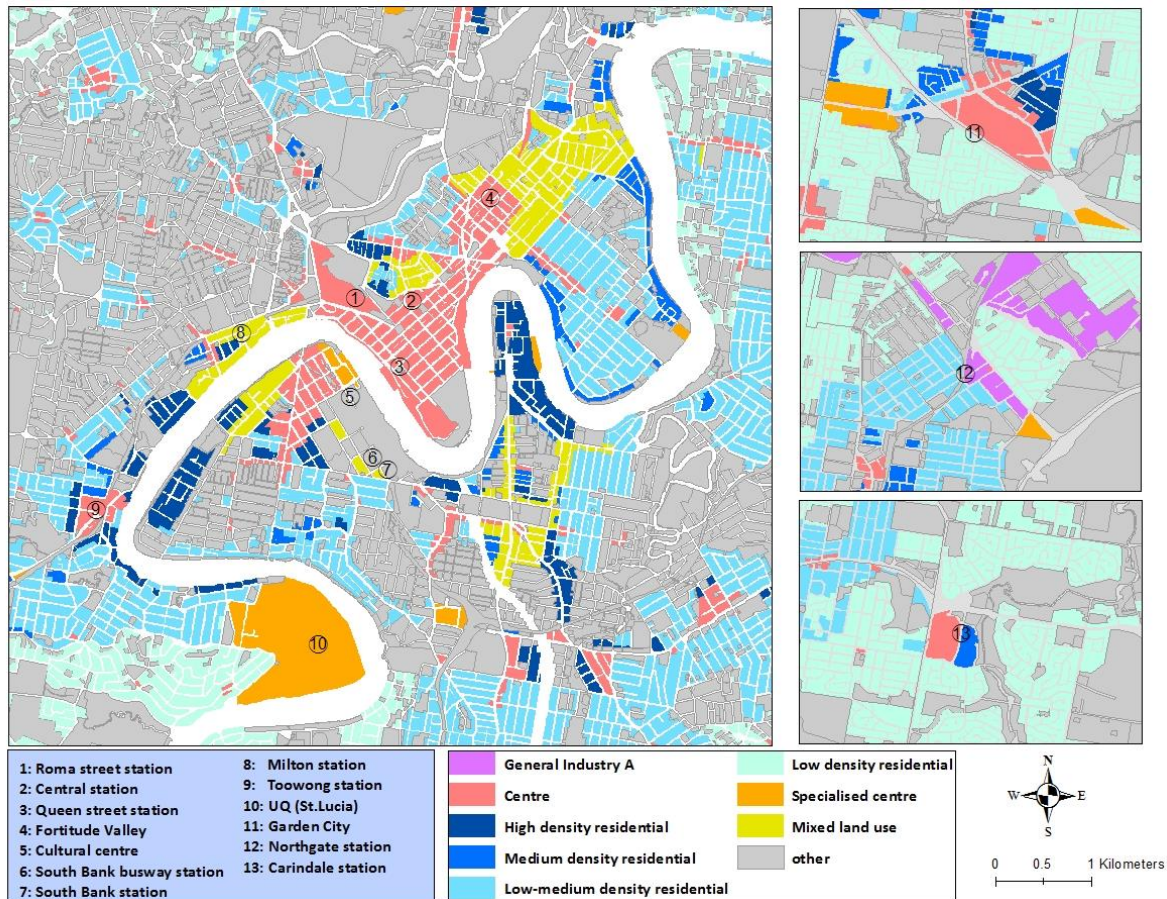 1
2
3
4
5
6
7
8
9
10
11
12
13
1: Roma street station
2: Central station
3: Queen street station
4: Fortitude Valley
5: Cultural centre
6: South Bank busway station
7: South Bank station
8: Milton station
9: Toowong station
10: UQ (St.Lucia)
11: Garden City
12: Northgate station
13: Carindale station
General Industry A
Centre
High density residential
Medium density residential
Low-medium density residential
Low density residential
Specialised centre
Mixed land use
other
N
W E
S
0 0.5 1 Kilometers